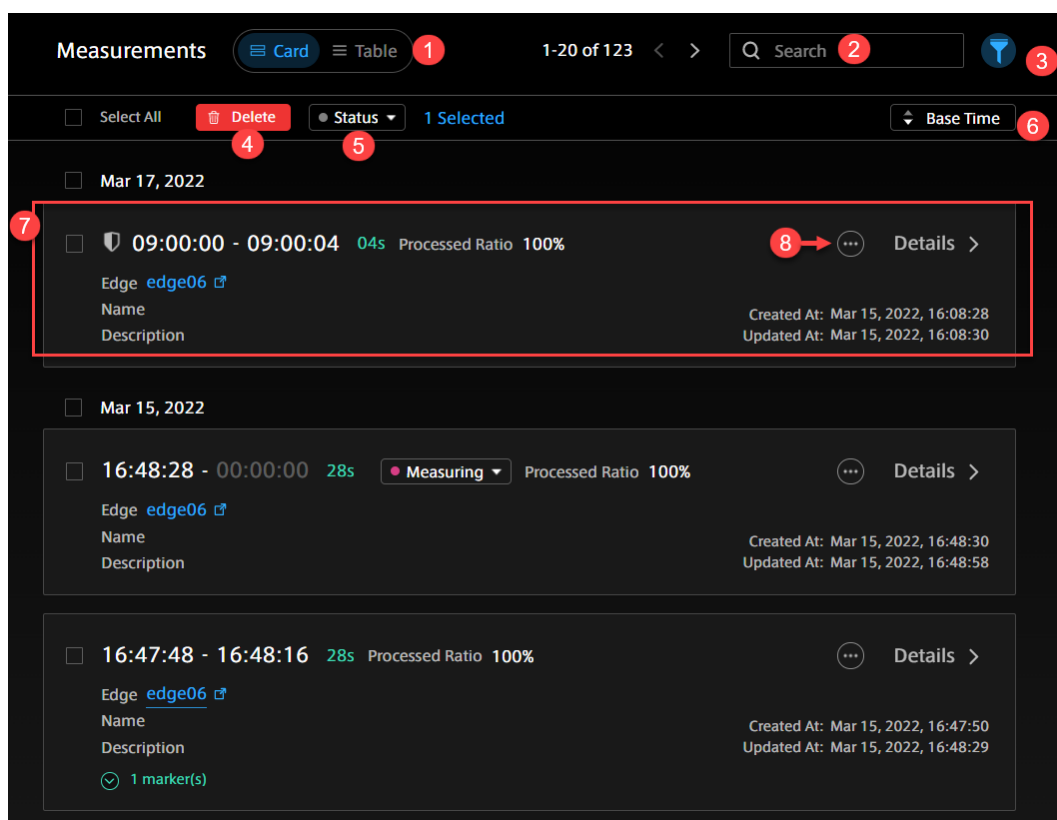 Measurements Card Table 1 1-20 of 123 < > Search 2 3
Select All Delete Status 1 Selected Base Time 6
4 5
Mar 17, 2022
7
09:00:00 - 09:00:04 04s Processed Ratio 100% 8 Details >
Edge edge06
Name
Created At: Mar 15, 2022, 16:08:28
Description
Updated At: Mar 15, 2022, 16:08:30
Mar 15, 2022
16:48:28 - 00:00:00 28s Measuring Processed Ratio 100% Details >
Edge edge06
Name
Created At: Mar 15, 2022, 16:48:30
Description
Updated At: Mar 15, 2022, 16:48:58
16:47:48 - 16:48:16 28s Processed Ratio 100% Details >
Edge edge06
Name
Created At: Mar 15, 2022, 16:47:50
Description
Updated At: Mar 15, 2022, 16:48:29
1 marker(s)